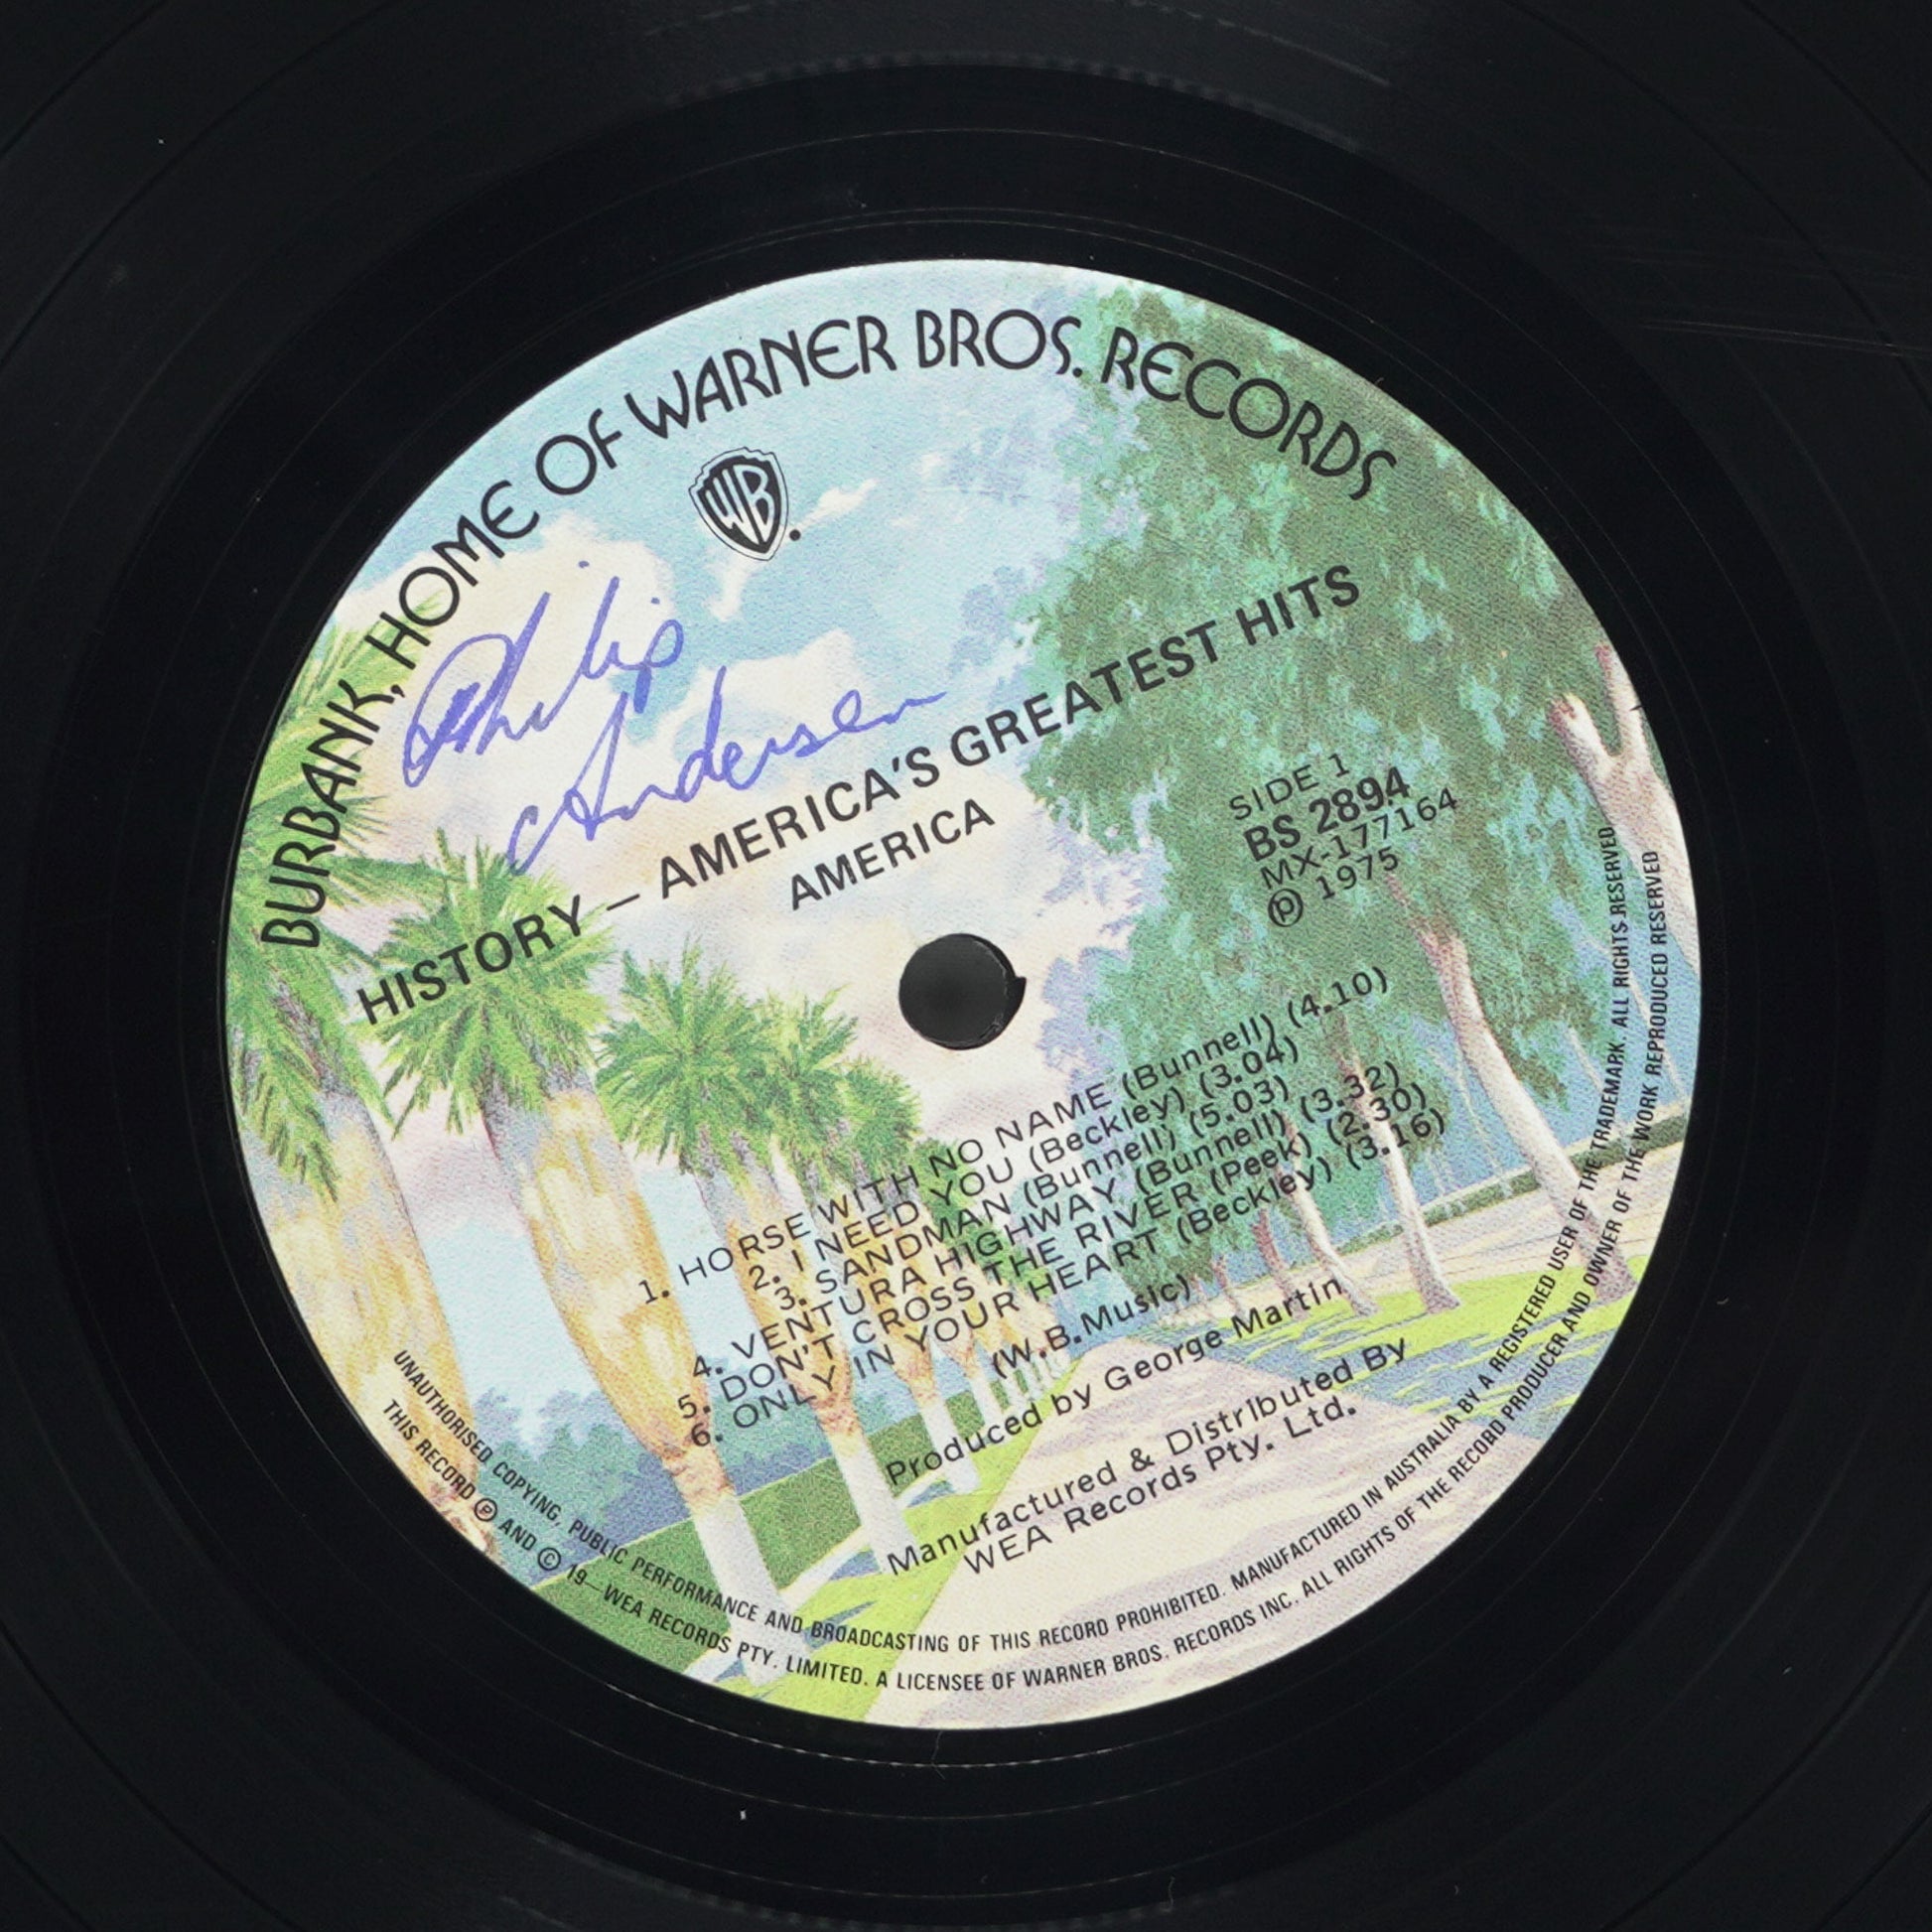 BURBANK, HOME OF WARNER BROS. RECORDS
WB
Philip
Andersen
HISTORY – AMERICA'S GREATEST HITS
AMERICA
SIDE 1
BS 2894
MX-177164
℗ 1975
1. HORSE WITH NO NAME (Bunnell) (4.10)
2. I NEED YOU (Beckley) (3.04)
3. SANDMAN (Bunnell) (5.03)
4. VENTURA HIGHWAY (Bunnell) (3.32)
5. DON'T CROSS THE RIVER (Peek) (2.30)
6. ONLY IN YOUR HEART (Beckley) (3.16)
(W.B.Music)
Produced by George Martin
Manufactured & Distributed By
WEA Records Pty. Ltd.
UNAUTHORISED COPYING, PUBLIC PERFORMANCE AND BROADCASTING OF THIS RECORD PROHIBITED. MANUFACTURED IN AUSTRALIA BY A REGISTERED USER OF THE TRADEMARK. ALL RIGHTS RESERVED
THIS RECORD ℗ AND © 19—WEA RECORDS PTY. LIMITED. A LICENSEE OF WARNER BROS. RECORDS INC. ALL RIGHTS OF THE RECORD PRODUCER AND OWNER OF THE WORK REPRODUCED RESERVED